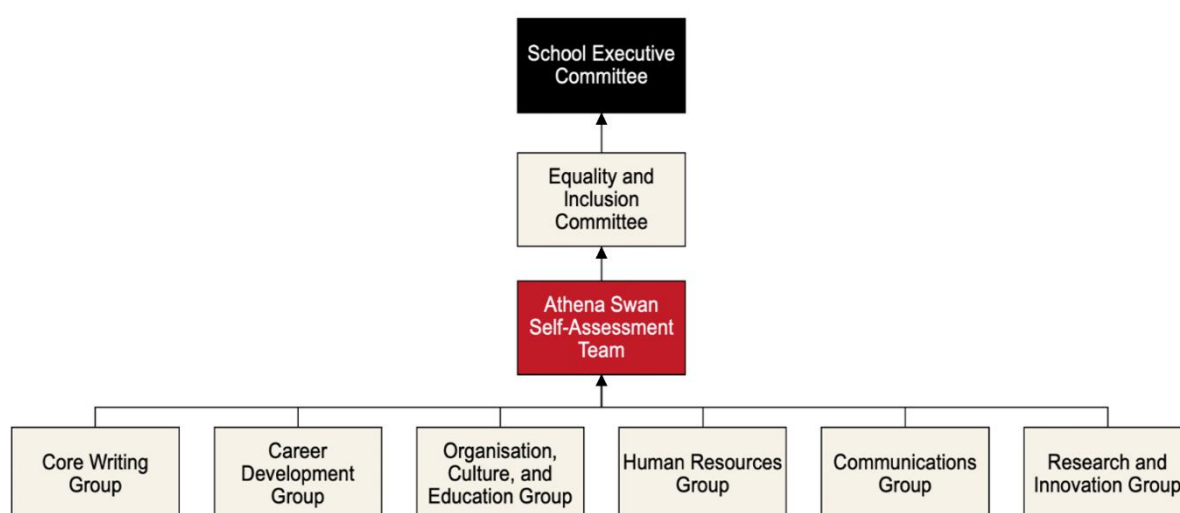 School Executive
Committee
Equality and
Inclusion
Committee
Athena Swan
Self-Assessment
Team
Core Writing
Group
Career
Development
Group
Organisation,
Culture, and
Education Group
Human Resources
Group
Communications
Group
Research and
Innovation Group